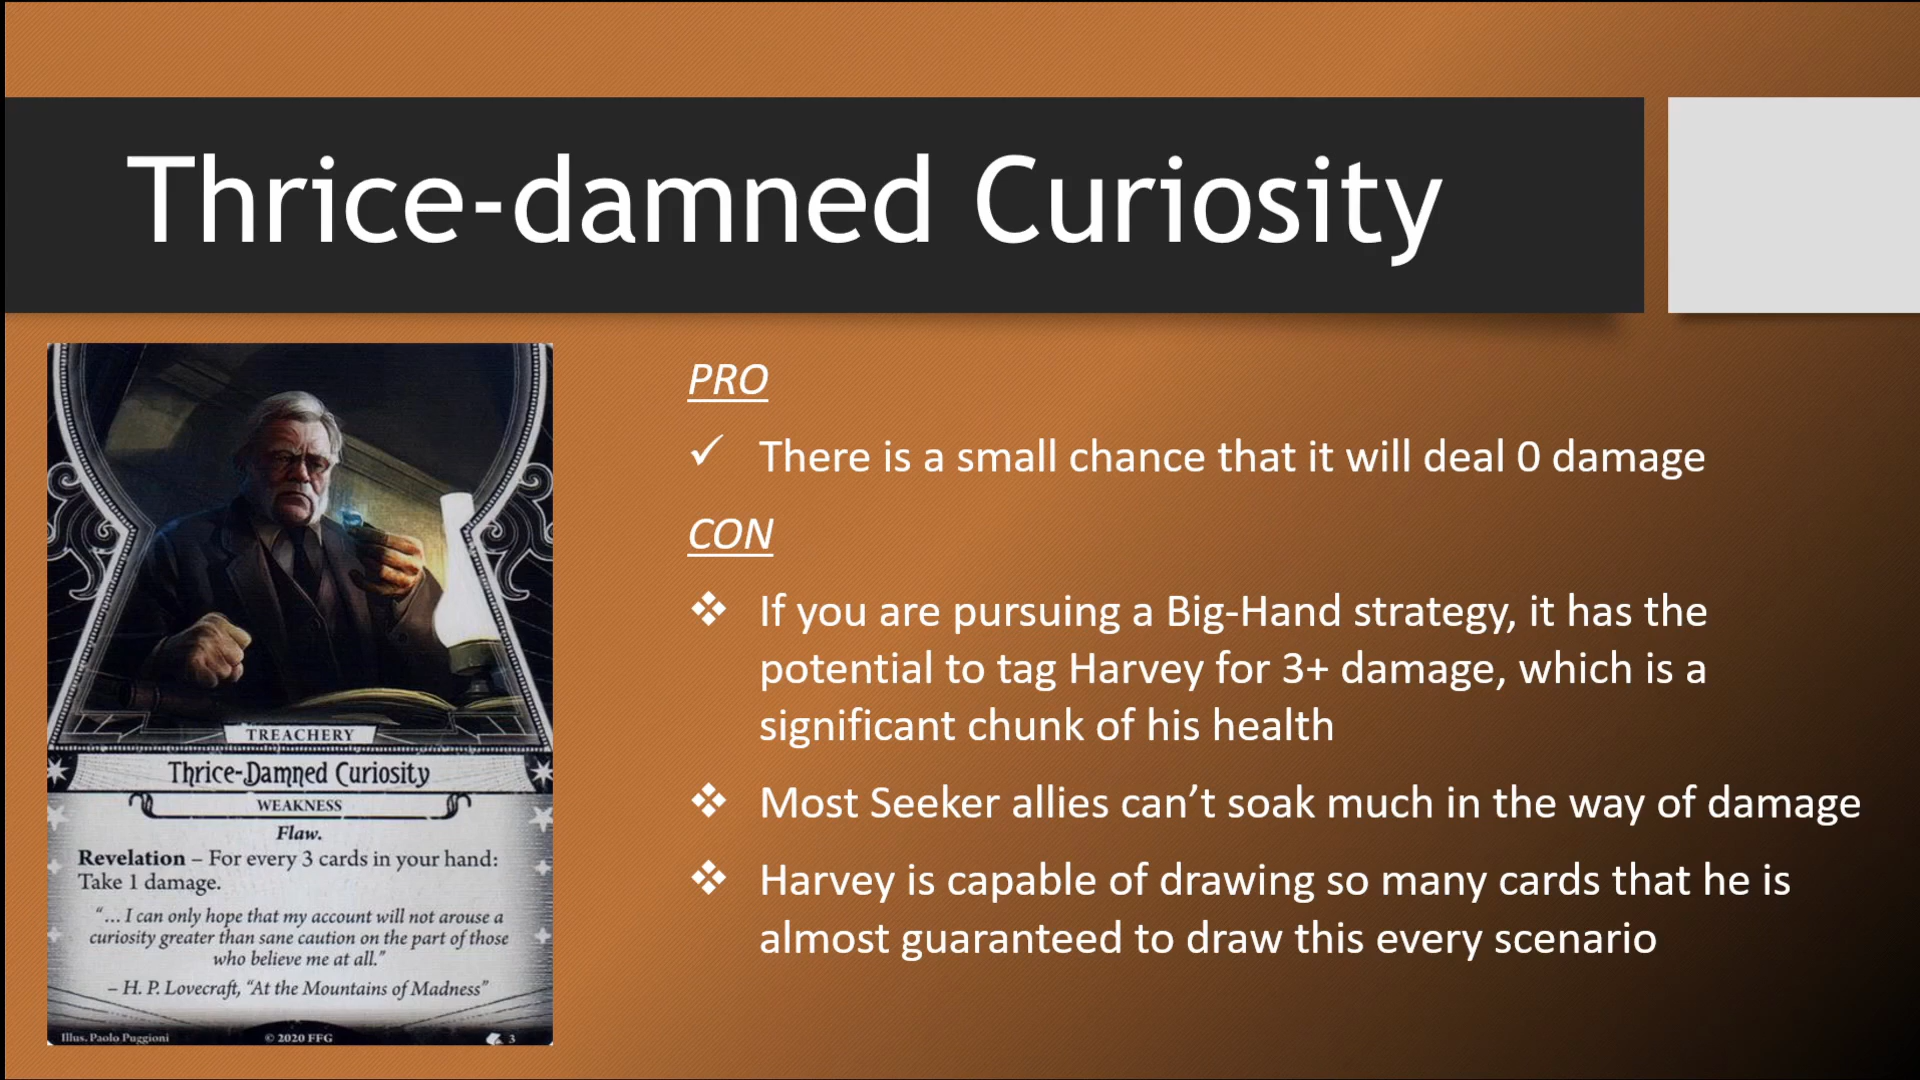 Thrice-damned Curiosity
TREACHERY
Thrice-Damned Curiosity
WEAKNESS
Flaw.
Revelation – For every 3 cards in your hand:
Take 1 damage.
“… I can only hope that my account will not arouse a
curiosity greater than sane caution on the part of those
who believe me at all.”
– H. P. Lovecraft, “At the Mountains of Madness”
Illus. Paolo Puggioni
© 2020 FFG
3
PRO
There is a small chance that it will deal 0 damage
CON
If you are pursuing a Big-Hand strategy, it has the
potential to tag Harvey for 3+ damage, which is a
significant chunk of his health
Most Seeker allies can’t soak much in the way of damage
Harvey is capable of drawing so many cards that he is
almost guaranteed to draw this every scenario